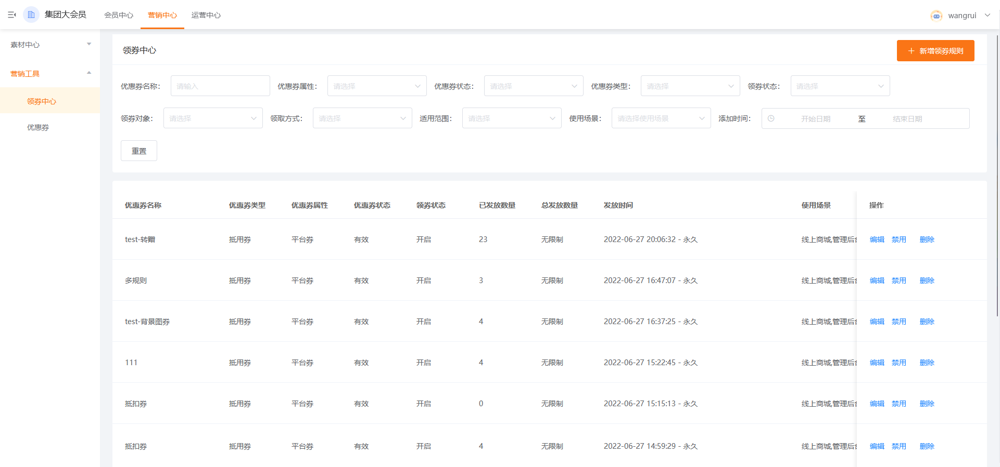 集团大会员 会员中心 营销中心 运营中心 wangrui
素材中心
营销工具
领券中心
优惠券
领券中心 新增领券规则
优惠券名称: 请输入 优惠券属性: 请选择 优惠券状态: 请选择 优惠券类型: 请选择 领券状态: 请选择
领券对象: 请选择 领取方式: 请选择 适用范围: 请选择 使用场景: 请选择使用场景 添加时间: 开始日期 至 结束日期
重置
优惠券名称 优惠券类型 优惠券属性 优惠券状态 领券状态 已发放数量 总发放数量 发放时间 使用场景 操作
test-转赠 抵用券 平台券 有效 开启 23 无限制 2022-06-27 20:06:32 - 永久 线上商城,管理后 编辑 禁用 删除
多规则 抵用券 平台券 有效 开启 3 无限制 2022-06-27 16:47:07 - 永久 线上商城,管理后 编辑 禁用 删除
test-背景图券 抵用券 平台券 有效 开启 4 无限制 2022-06-27 16:37:25 - 永久 线上商城,管理后 编辑 禁用 删除
111 抵用券 平台券 有效 开启 4 无限制 2022-06-27 15:22:45 - 永久 线上商城,管理后 编辑 禁用 删除
抵扣券 抵用券 平台券 有效 开启 0 无限制 2022-06-27 15:15:13 - 永久 线上商城,管理后 编辑 禁用 删除
抵扣券 抵用券 平台券 有效 开启 4 无限制 2022-06-27 14:59:29 - 永久 线上商城,管理后 编辑 禁用 删除